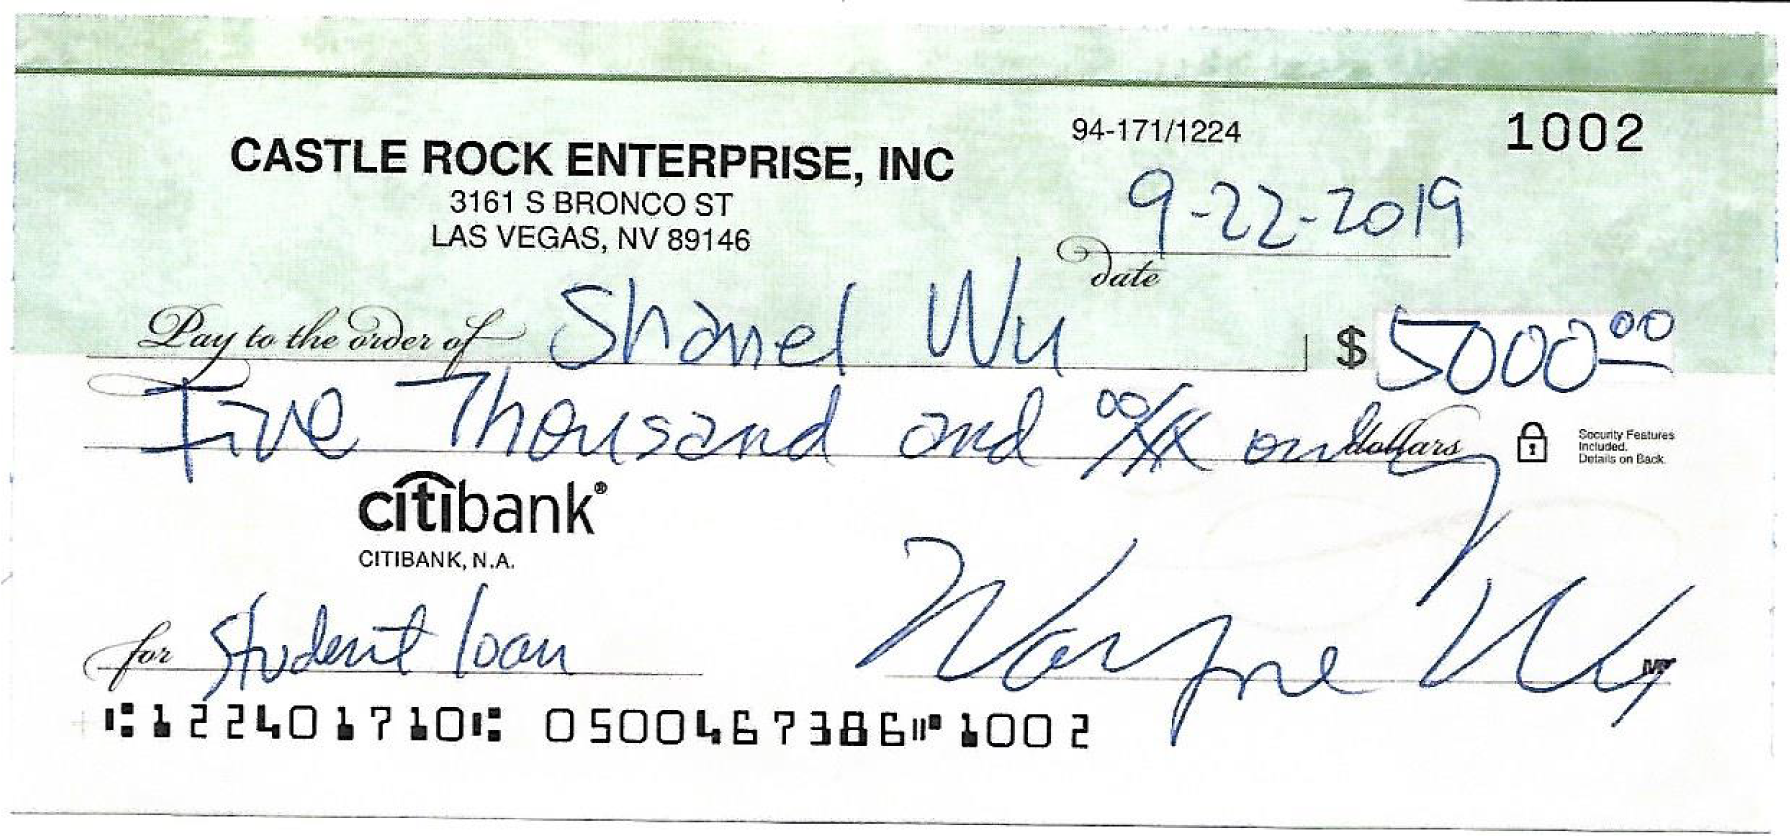 94-171/1224
1002
CASTLE ROCK ENTERPRISE, INC
3161 S BRONCO ST
LAS VEGAS, NV 89146
9-22-2019
date
Pay to the order of Shanel Wu $ 5000 00
Five Thousand and 00/XX only dollars
Security Features
Included.
Details on Back.
citibank®
CITIBANK, N.A.
for Student loan Wayne Wu MP
⑆122401710⑆ 0500467386⑈1002